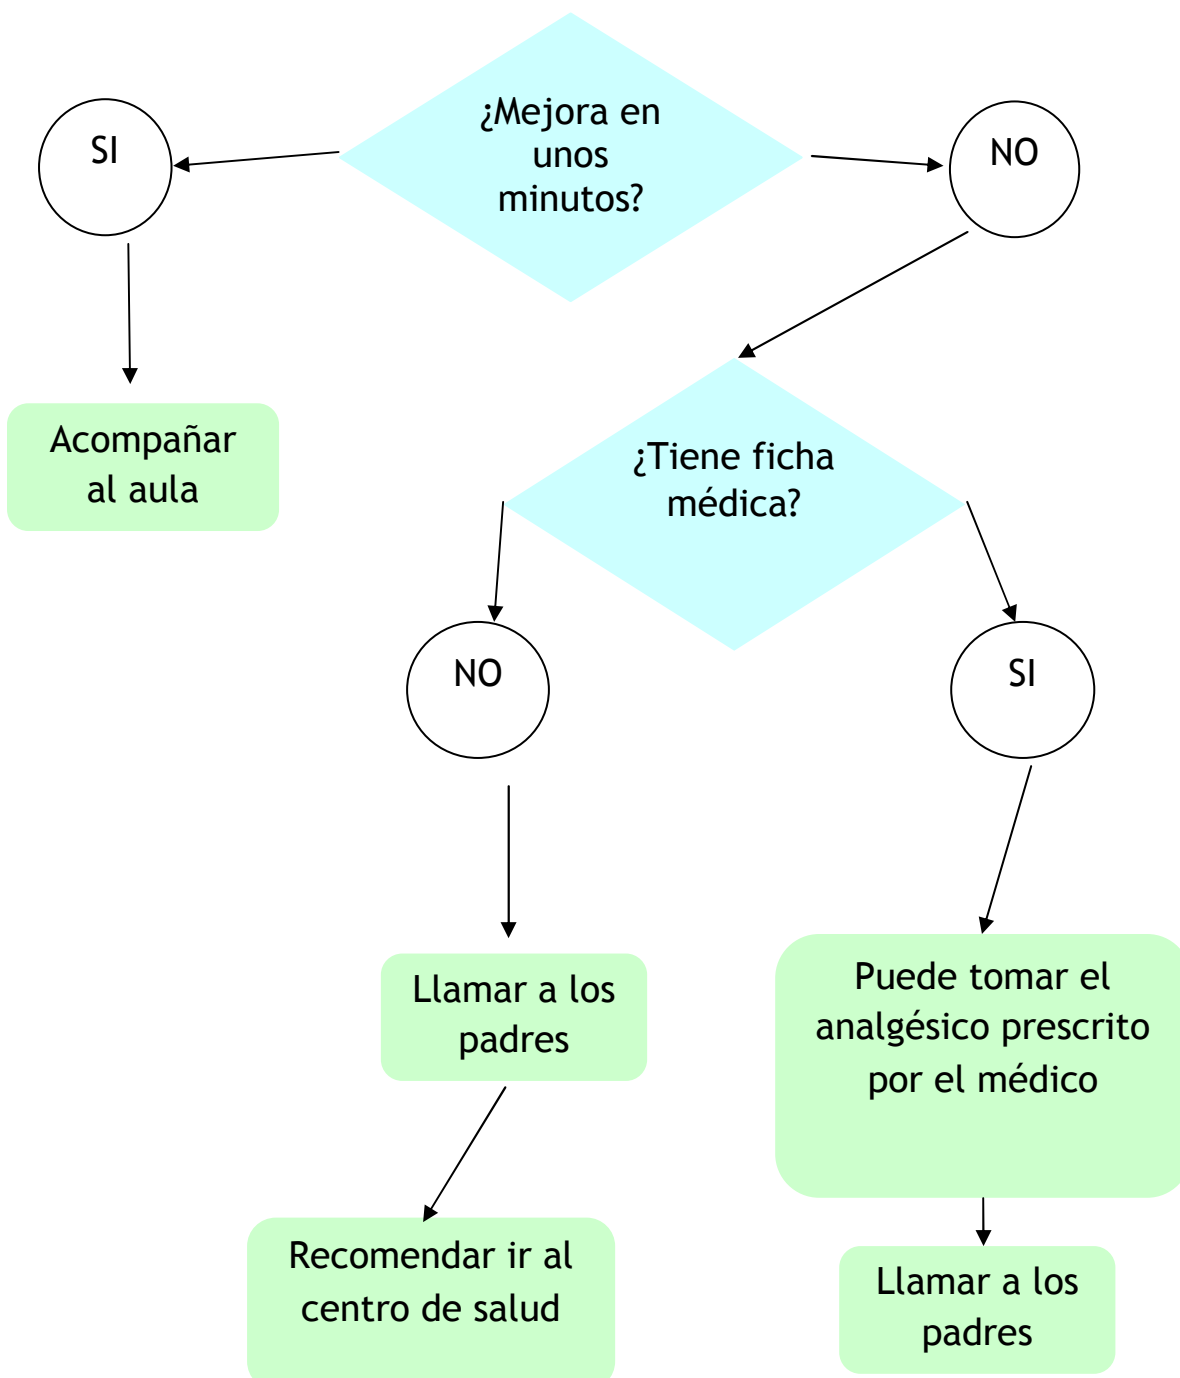 ¿Mejora en
unos
minutos?
SI
NO
Acompañar
al aula
¿Tiene ficha
médica?
NO
SI
Llamar a los
padres
Puede tomar el
analgésico prescrito
por el médico
Recomendar ir al
centro de salud
Llamar a los
padres